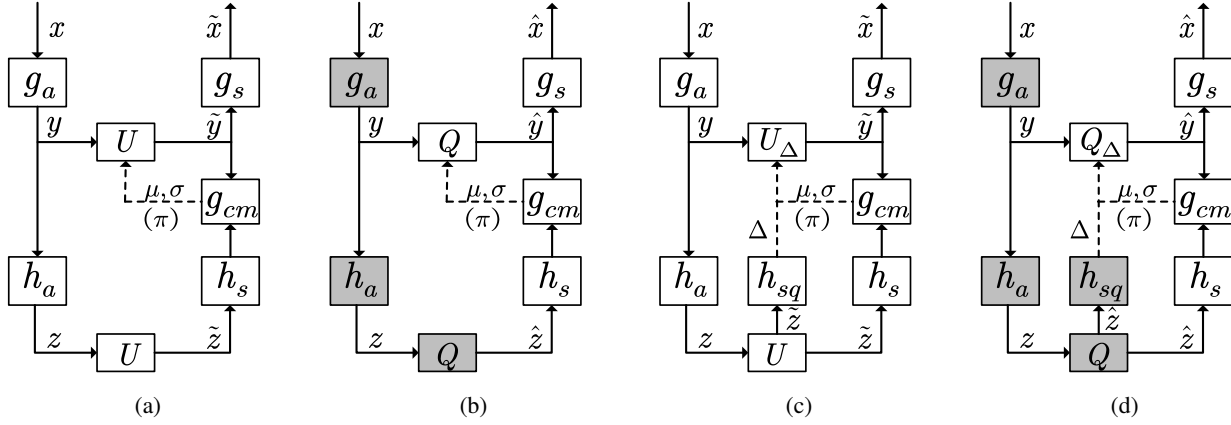 x x̃ x x̂ x x̃ x x̂
g_a g_s g_a g_s g_a g_s g_a g_s
y ỹ y ŷ y ỹ y ŷ
U Q U_Δ Q_Δ
μ,σ μ,σ μ,σ μ,σ
(π) g_cm (π) g_cm (π) g_cm (π) g_cm
Δ Δ
h_a h_s h_a h_s h_a h_sq h_s h_a h_sq h_s
z z̃ z ẑ z z̃ z̃ z ẑ ẑ
U Q U Q
(a) (b) (c) (d)